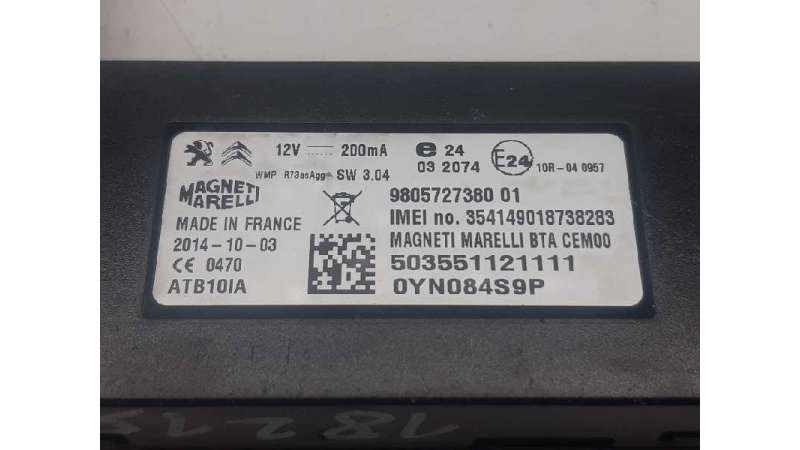 12V 200mA
e 24
03 2074
E24
10R-04 0957
WMP SW 3.04
MAGNETI
MARELLI
9805727380 01
IMEI no. 354149018738283
MADE IN FRANCE
2014-10-03
MAGNETI MARELLI BTA CEM00
CE 0470
503551121111
ATB10IA
0YN084S9P